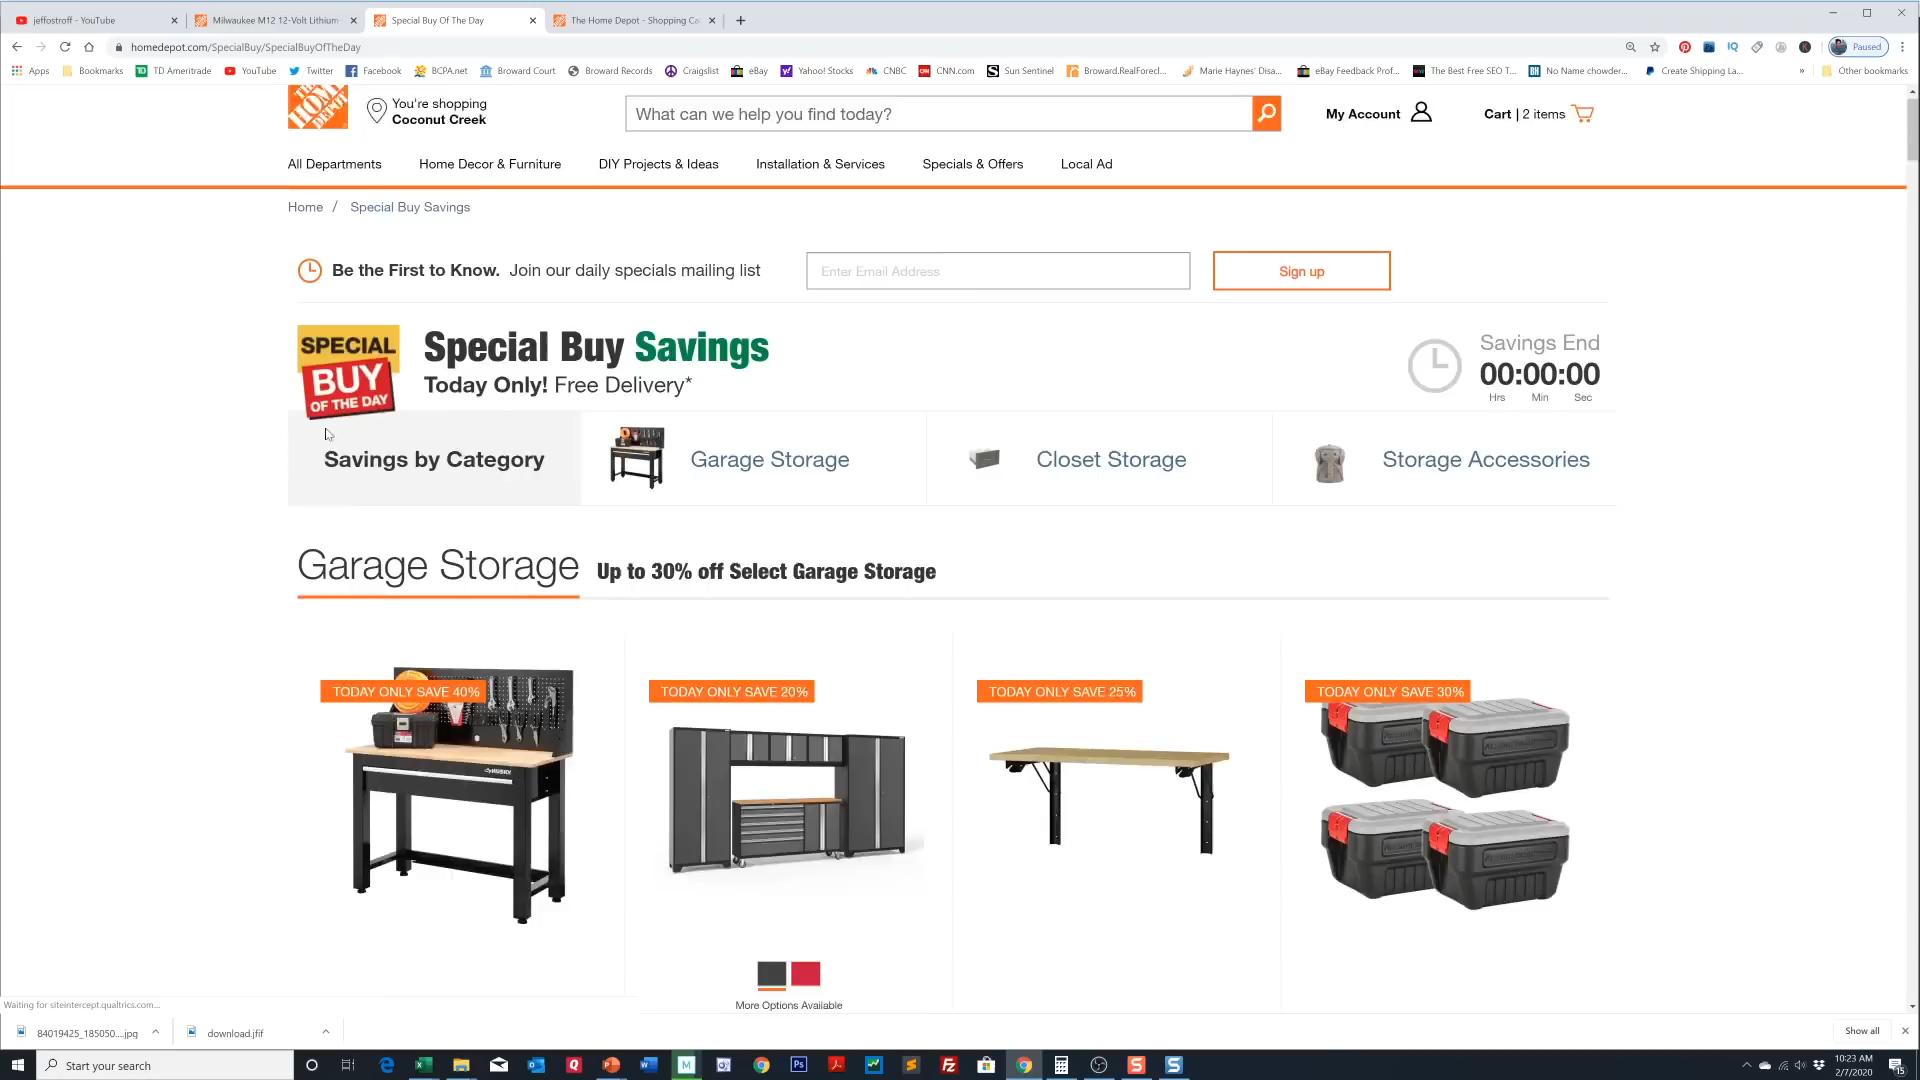 jeffostroff - YouTube
Milwaukee M12 12-Volt Lithium-
Special Buy Of The Day
The Home Depot - Shopping Ca
homedepot.com/SpecialBuy/SpecialBuyOfTheDay
Paused
Apps
Bookmarks
TD Ameritrade
YouTube
Twitter
Facebook
BCPA.net
Broward Court
Broward Records
Craigslist
eBay
Yahoo! Stocks
CNBC
CNN.com
Sun Sentinel
Broward.RealForecl...
Marie Haynes' Disa...
eBay Feedback Prof...
The Best Free SEO T...
No Name chowder...
Create Shipping La...
»
Other bookmarks
THE HOME DEPOT
You're shopping
Coconut Creek
What can we help you find today?
My Account
Cart | 2 items
All Departments
Home Decor & Furniture
DIY Projects & Ideas
Installation & Services
Specials & Offers
Local Ad
Home / Special Buy Savings
Be the First to Know. Join our daily specials mailing list
Enter Email Address
Sign up
SPECIAL
BUY
OF THE DAY
Special Buy Savings
Today Only! Free Delivery*
Savings End
00:00:00
Hrs Min Sec
Savings by Category
Garage Storage
Closet Storage
Storage Accessories
Garage Storage Up to 30% off Select Garage Storage
TODAY ONLY SAVE 40%
TODAY ONLY SAVE 20%
TODAY ONLY SAVE 25%
TODAY ONLY SAVE 30%
HUSKY
More Options Available
Waiting for siteintercept.qualtrics.com...
84019425_185050....jpg
download.jfif
Show all
Start your search
10:23 AM
2/7/2020
15